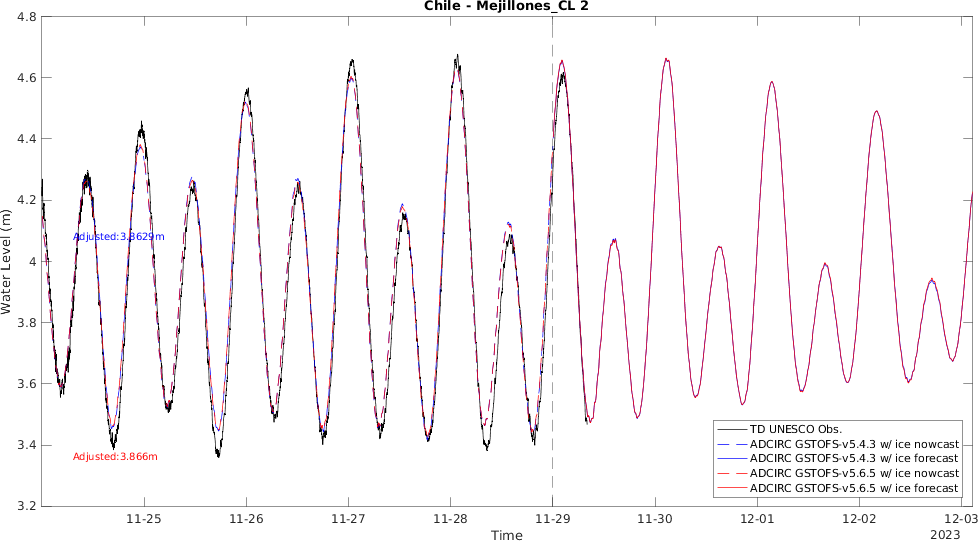 Chile - Mejillones_CL 2
4.8
4.6
4.4
4.2
4
3.8
3.6
3.4
3.2
Water Level (m)
Adjusted:3.8629m
Adjusted:3.866m
TD UNESCO Obs.
ADCIRC GSTOFS-v5.4.3 w/ ice nowcast
ADCIRC GSTOFS-v5.4.3 w/ ice forecast
ADCIRC GSTOFS-v5.6.5 w/ ice nowcast
ADCIRC GSTOFS-v5.6.5 w/ ice forecast
11-25 11-26 11-27 11-28 11-29 11-30 12-01 12-02 12-03
2023
Time